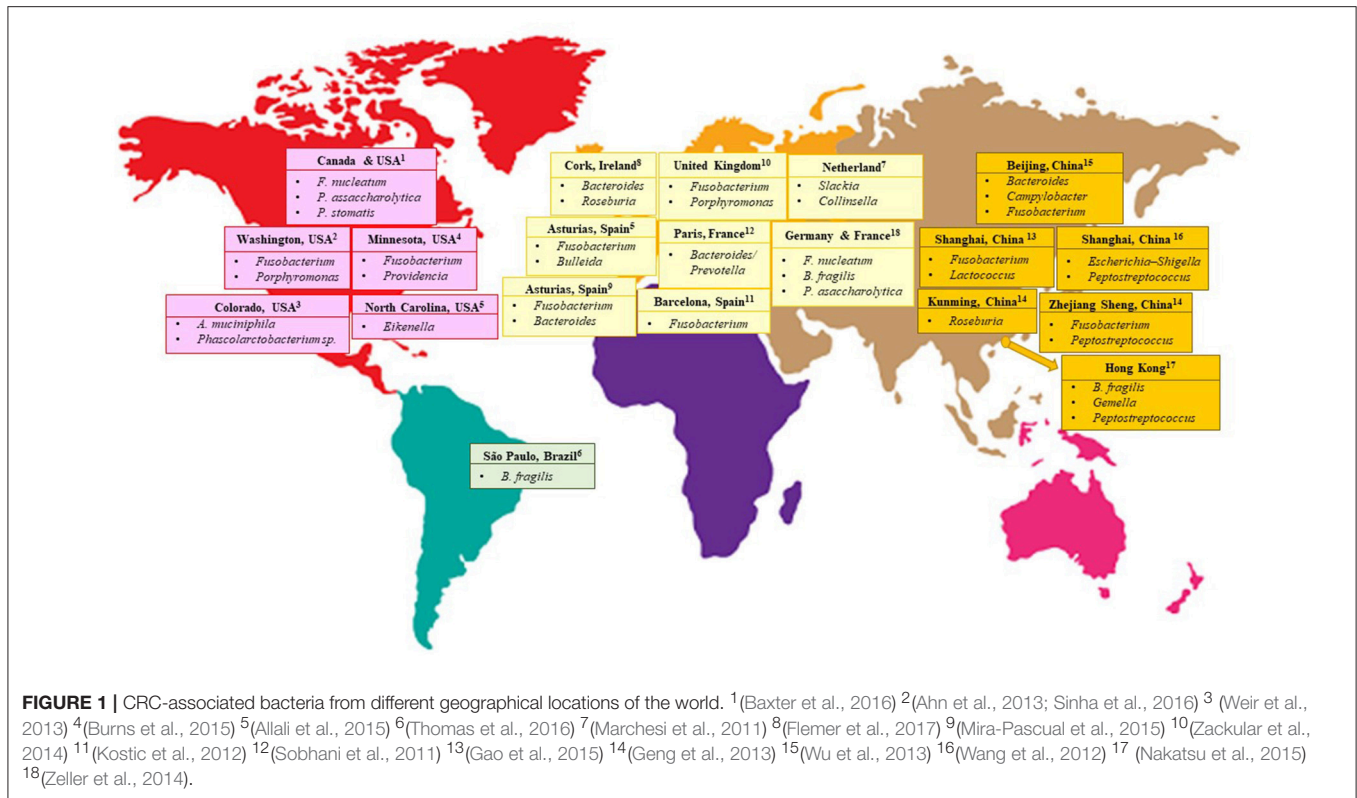 Canada & USA1
• F. nucleatum
• P. assaccharolytica
• P. stomatis
Washington, USA2
• Fusobacterium
• Porphyromonas
Minnesota, USA4
• Fusobacterium
• Providencia
Colorado, USA3
• A. muciniphila
• Phascolarctobacterium sp.
North Carolina, USA5
• Eikenella
São Paulo, Brazil6
• B. fragilis
Cork, Ireland8
• Bacteroides
• Roseburia
United Kingdom10
• Fusobacterium
• Porphyromonas
Netherland7
• Slackia
• Collinsella
Asturias, Spain5
• Fusobacterium
• Bulleida
Paris, France12
• Bacteroides/
Prevotella
Germany & France18
• F. nucleatum
• B. fragilis
• P. asaccharolytica
Asturias, Spain9
• Fusobacterium
• Bacteroides
Barcelona, Spain11
• Fusobacterium
Beijing, China15
• Bacteroides
• Campylobacter
• Fusobacterium
Shanghai, China 13
• Fusobacterium
• Lactococcus
Shanghai, China 16
• Escherichia–Shigella
• Peptostreptococcus
Kunming, China14
• Roseburia
Zhejiang Sheng, China14
• Fusobacterium
• Peptostreptococcus
Hong Kong17
• B. fragilis
• Gemella
• Peptostreptococcus
FIGURE 1 | CRC-associated bacteria from different geographical locations of the world. 1(Baxter et al., 2016) 2(Ahn et al., 2013; Sinha et al., 2016) 3 (Weir et al.,
2013) 4(Burns et al., 2015) 5(Allali et al., 2015) 6(Thomas et al., 2016) 7(Marchesi et al., 2011) 8(Flemer et al., 2017) 9(Mira-Pascual et al., 2015) 10(Zackular et al.,
2014) 11(Kostic et al., 2012) 12(Sobhani et al., 2011) 13(Gao et al., 2015) 14(Geng et al., 2013) 15(Wu et al., 2013) 16(Wang et al., 2012) 17 (Nakatsu et al., 2015)
18(Zeller et al., 2014).